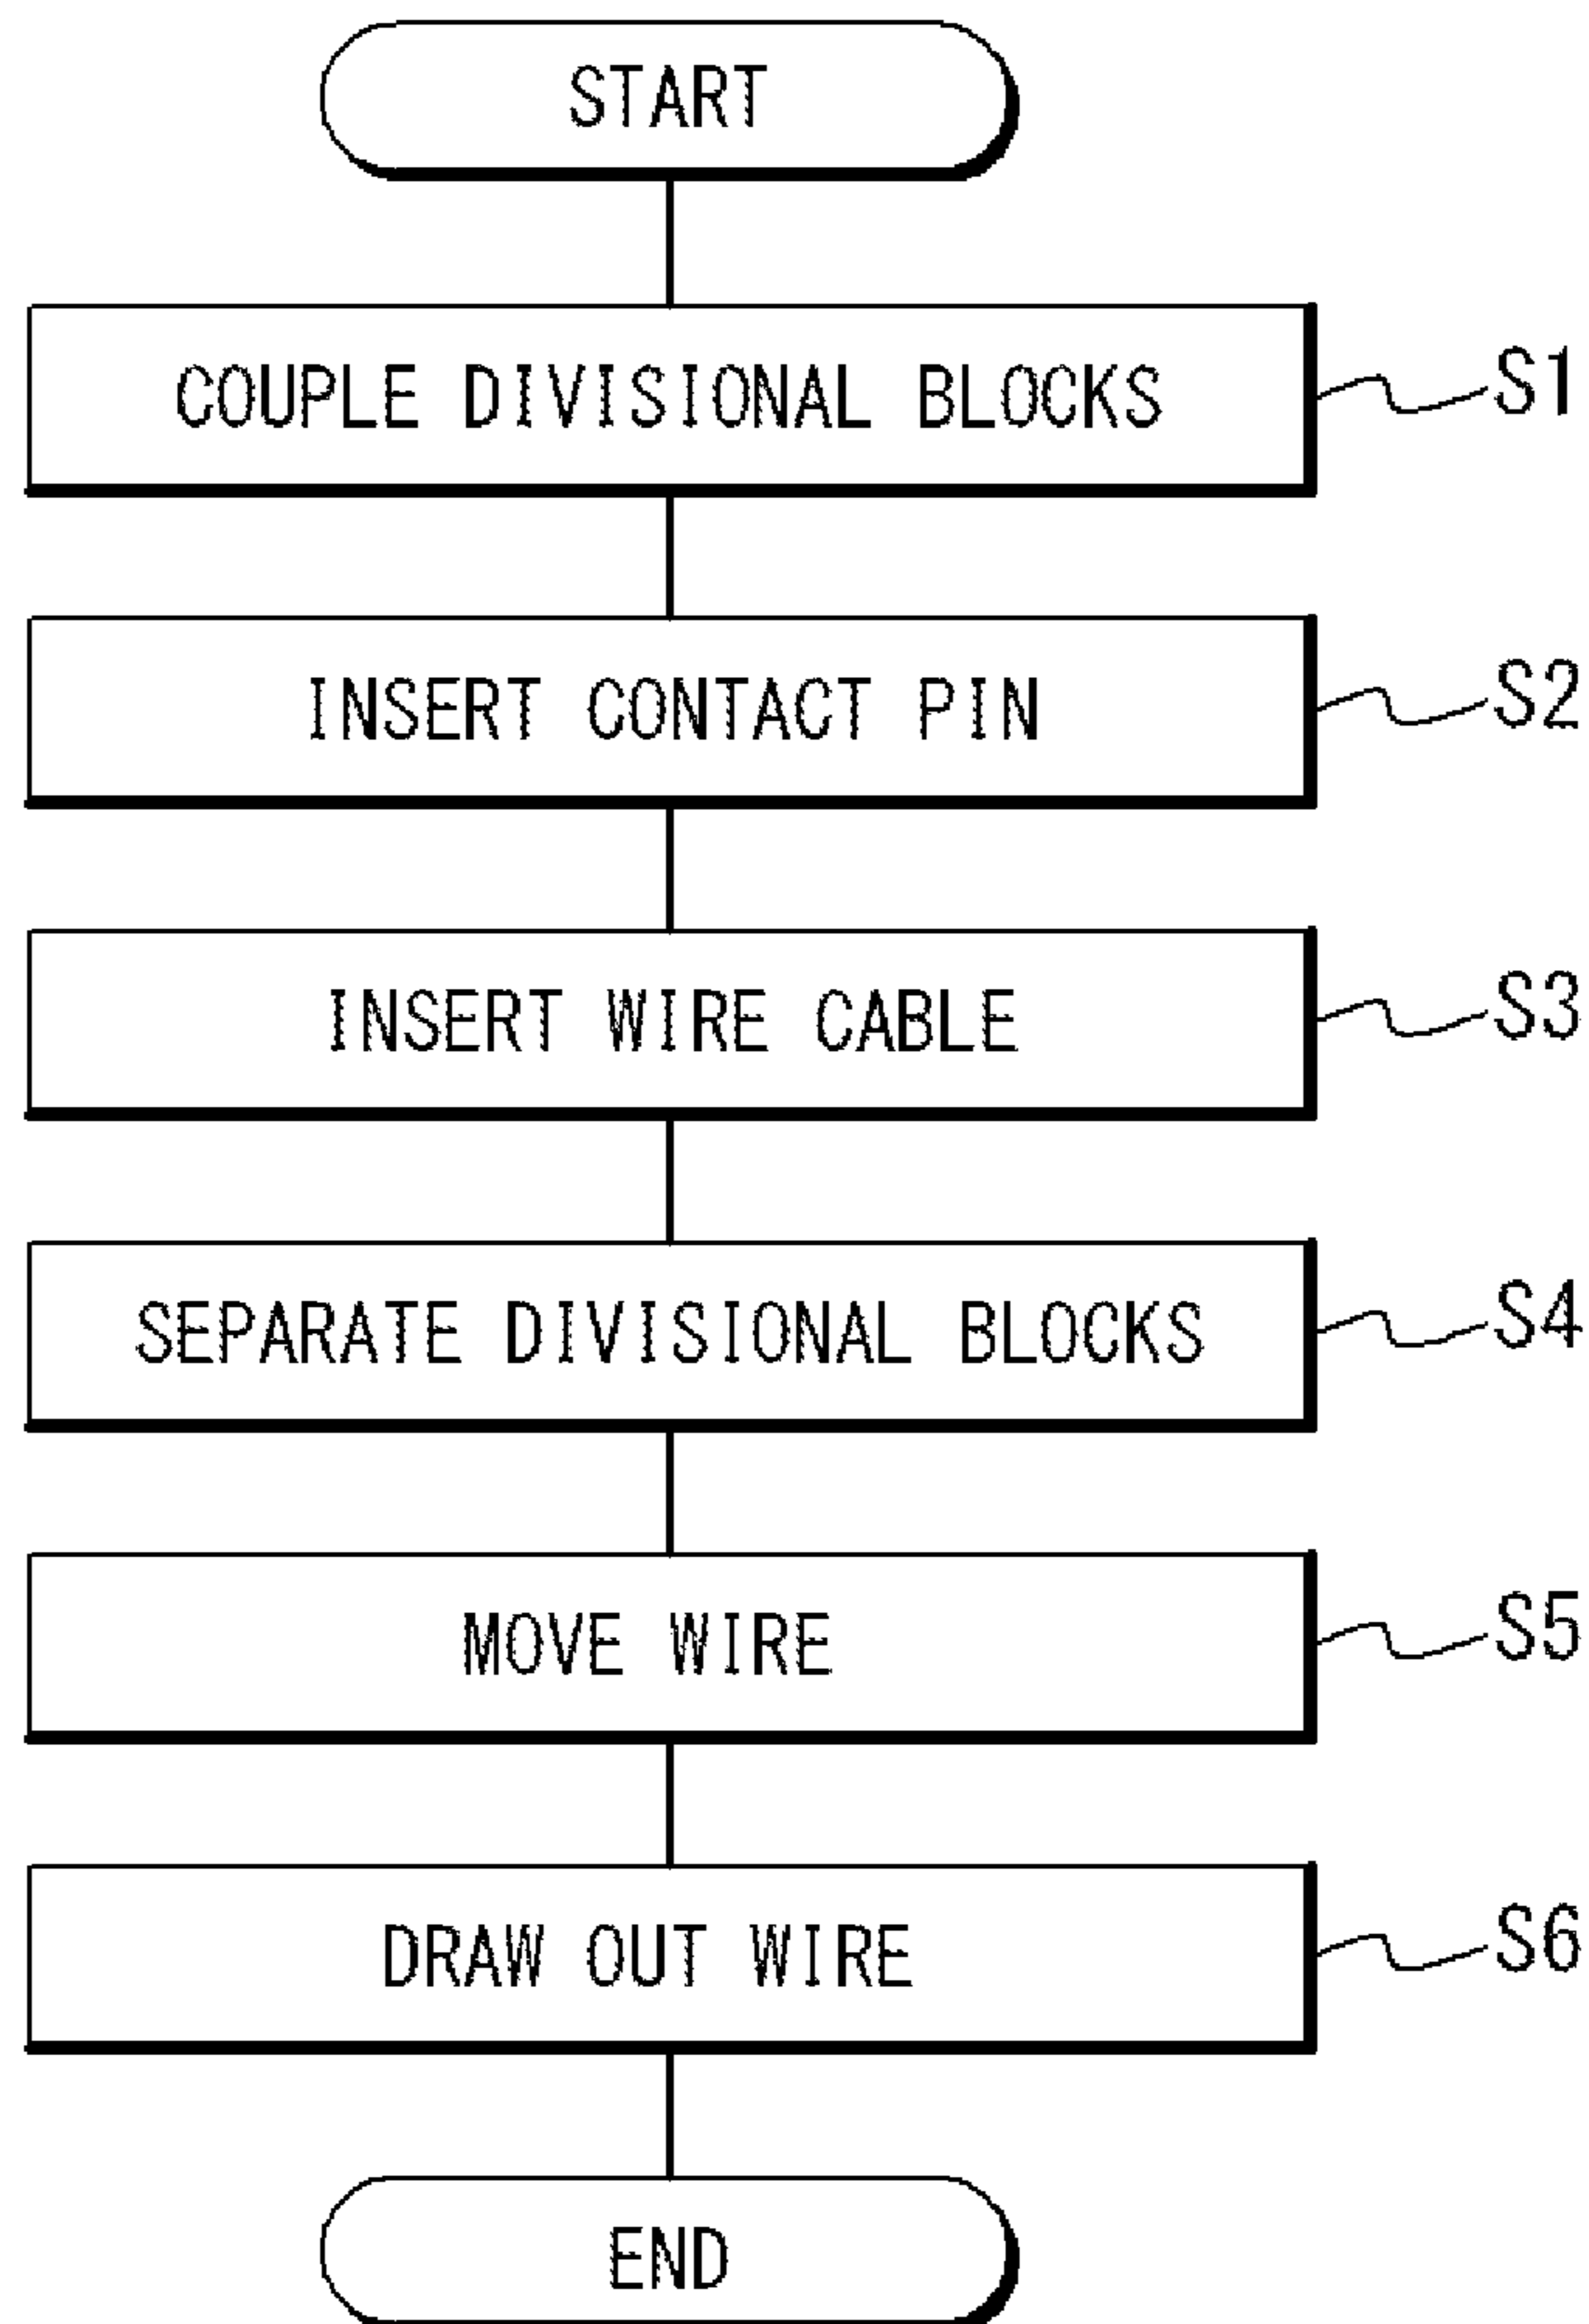 START
COUPLE DIVISIONAL BLOCKS S1
INSERT CONTACT PIN S2
INSERT WIRE CABLE S3
SEPARATE DIVISIONAL BLOCKS S4
MOVE WIRE S5
DRAW OUT WIRE S6
END